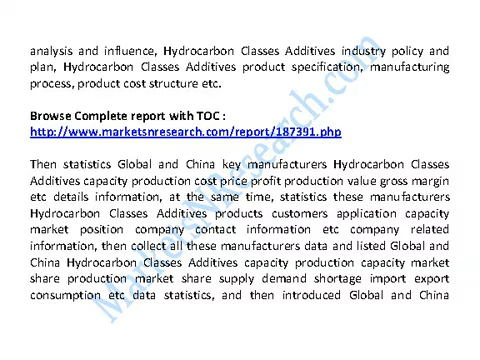 analysis and influence, Hydrocarbon Classes Additives industry policy and
plan, Hydrocarbon Classes Additives product specification, manufacturing
process, product cost structure etc.
Browse Complete report with TOC :
http://www.marketsnresearch.com/report/187391.php
Then statistics Global and China key manufacturers Hydrocarbon Classes
Additives capacity production cost price profit production value gross margin
etc details information, at the same time, statistics these manufacturers
Hydrocarbon Classes Additives products customers application capacity
market position company contact information etc company related
information, then collect all these manufacturers data and listed Global and
China Hydrocarbon Classes Additives capacity production capacity market
share production market share supply demand shortage import export
consumption etc data statistics, and then introduced Global and China
MarketsNResearch.com